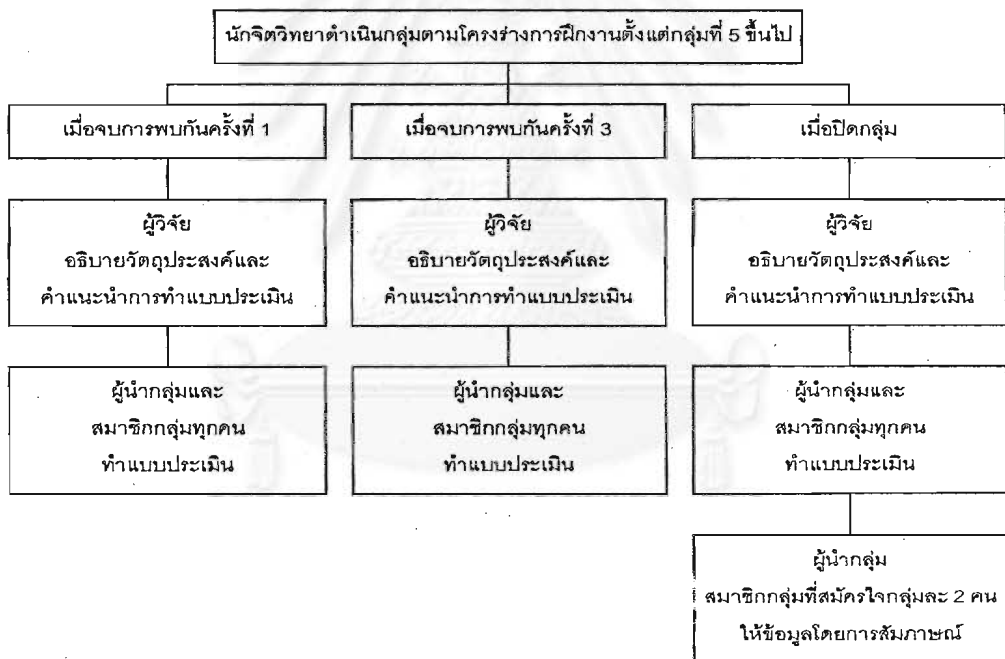 นักจิตวิทยาดำเนินกลุ่มตามโครงร่างการฝึกงานตั้งแต่กลุ่มที่ 5 ขึ้นไป
เมื่อจบการพบกันครั้งที่ 1
เมื่อจบการพบกันครั้งที่ 3
เมื่อปิดกลุ่ม
ผู้วิจัย
อธิบายวัตถุประสงค์และ
คำแนะนำการทำแบบประเมิน
ผู้วิจัย
อธิบายวัตถุประสงค์และ
คำแนะนำการทำแบบประเมิน
ผู้วิจัย
อธิบายวัตถุประสงค์และ
คำแนะนำการทำแบบประเมิน
ผู้นำกลุ่มและ
สมาชิกกลุ่มทุกคน
ทำแบบประเมิน
ผู้นำกลุ่มและ
สมาชิกกลุ่มทุกคน
ทำแบบประเมิน
ผู้นำกลุ่มและ
สมาชิกกลุ่มทุกคน
ทำแบบประเมิน
ผู้นำกลุ่ม
สมาชิกกลุ่มที่สมัครใจกลุ่มละ 2 คน
ให้ข้อมูลโดยการสัมภาษณ์